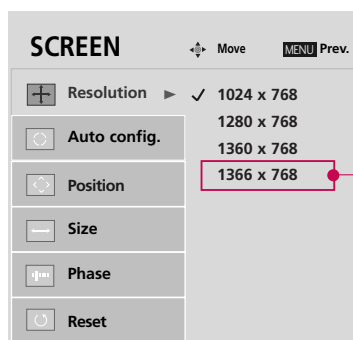 SCREEN
Move
MENU Prev.
Resolution
1024 x 768
1280 x 768
1360 x 768
1366 x 768
Auto config.
Position
Size
Phase
Reset